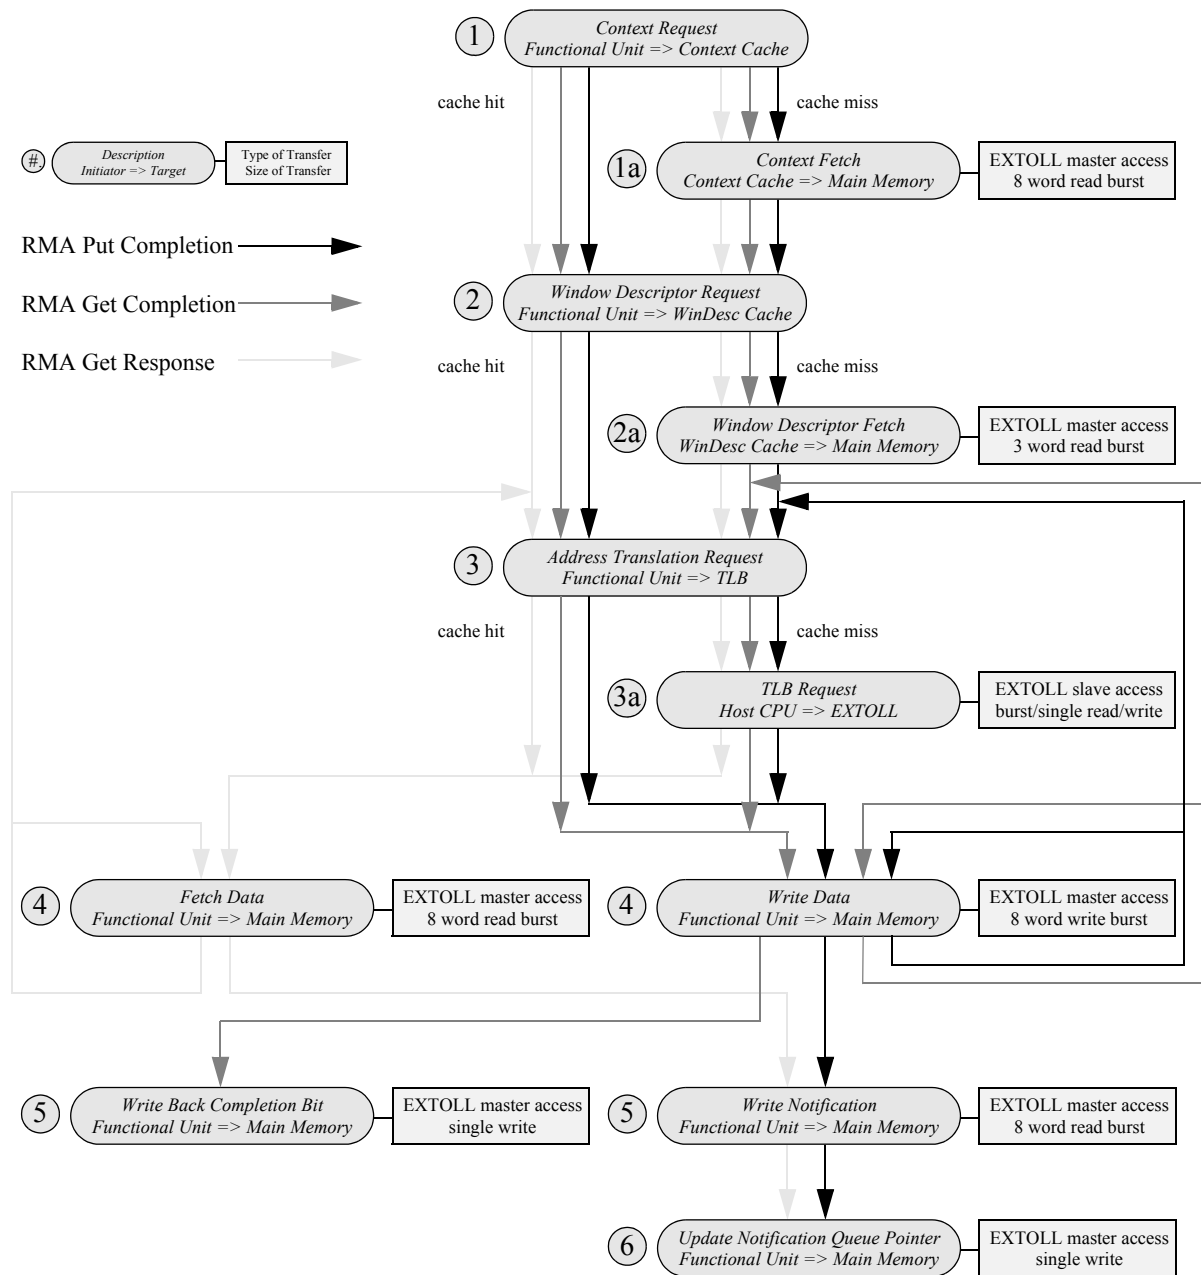 1
Context Request
Functional Unit => Context Cache
cache hit
cache miss
#.
Description
Initiator => Target
Type of Transfer
Size of Transfer
1a
Context Fetch
Context Cache => Main Memory
EXTOLL master access
8 word read burst
RMA Put Completion
RMA Get Completion
RMA Get Response
2
Window Descriptor Request
Functional Unit => WinDesc Cache
cache hit
cache miss
2a
Window Descriptor Fetch
WinDesc Cache => Main Memory
EXTOLL master access
3 word read burst
3
Address Translation Request
Functional Unit => TLB
cache hit
cache miss
3a
TLB Request
Host CPU => EXTOLL
EXTOLL slave access
burst/single read/write
4
Fetch Data
Functional Unit => Main Memory
EXTOLL master access
8 word read burst
4
Write Data
Functional Unit => Main Memory
EXTOLL master access
8 word write burst
5
Write Back Completion Bit
Functional Unit => Main Memory
EXTOLL master access
single write
5
Write Notification
Functional Unit => Main Memory
EXTOLL master access
8 word read burst
6
Update Notification Queue Pointer
Functional Unit => Main Memory
EXTOLL master access
single write